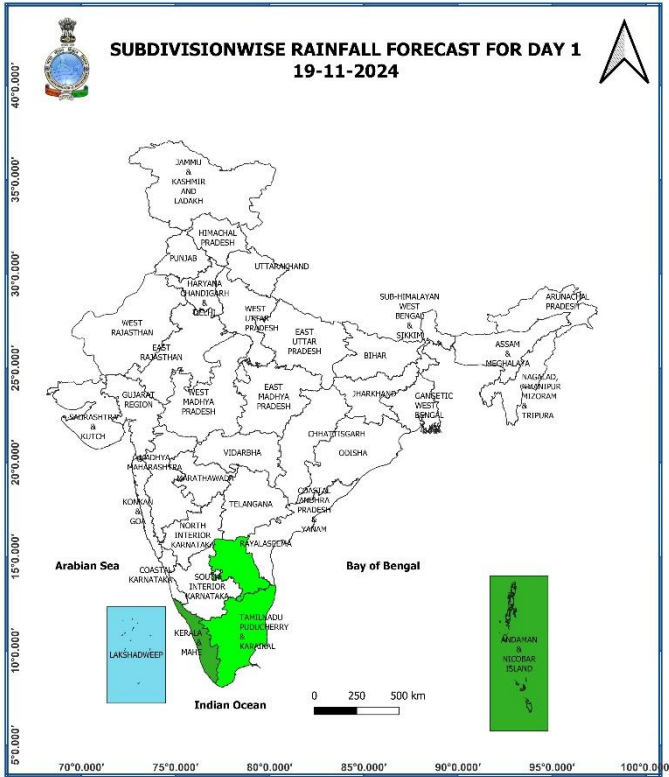 SUBDIVISIONWISE RAINFALL FORECAST FOR DAY 1
19-11-2024
40°0.000'
35°0.000'
30°0.000'
25°0.000'
20°0.000'
15°0.000'
10°0.000'
5°0.000'
JAMMU
&
KASHMIR
AND
LADAKH
HIMACHAL
PRADESH
PUNJAB
UTTARAKHAND
HARYANA
CHANDIGARH
&
DELHI
WEST
RAJASTHAN
EAST
RAJASTHAN
WEST
UTTAR
PRADESH
EAST
UTTAR
PRADESH
SUB-HIMALAYAN
WEST
BENGAL
&
SIKKIM
ARUNACHAL
PRADESH
ASSAM
&
MEGHALAYA
NAGALAD,
MANIPUR
MIZORAM
&
TRIPURA
BIHAR
GUJARAT
REGION
SAURASHTRA
&
KUTCH
WEST
MADHYA
PRADESH
EAST
MADHYA
PRADESH
JHARKHAND
GANGETIC
WEST
BENGAL
CHHATTISGARH
ODISHA
VIDARBHA
MADHYA
MAHARASHTRA
MARATHAWADA
KONKAN
&
GOA
TELANGANA
COASTAL
ANDHRA
PRADESH
&
YANAM
NORTH
INTERIOR
KARNATAKA
RAYALASEEMA
COASTAL
KARNATAKA
SOUTH
INTERIOR
KARNATAKA
Arabian Sea
Bay of Bengal
TAMILNADU
PUDUCHERRY
&
KARAIKAL
KERALA
&
MAHE
LAKSHADWEEP
ANDAMAN
&
NICOBAR
ISLAND
Indian Ocean
0 250 500 km
70°0.000' 75°0.000' 80°0.000' 85°0.000' 90°0.000' 95°0.000' 100°0.000'